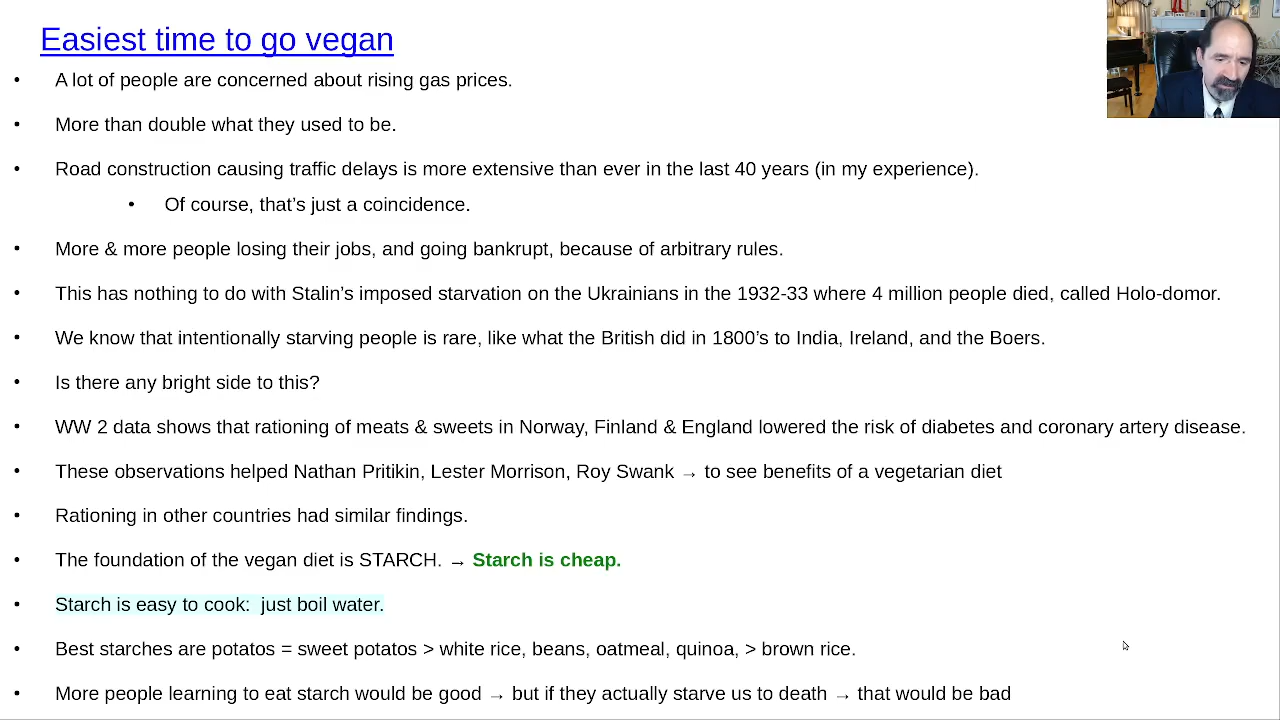 Easiest time to go vegan
• A lot of people are concerned about rising gas prices.
• More than double what they used to be.
• Road construction causing traffic delays is more extensive than ever in the last 40 years (in my experience).
• Of course, that’s just a coincidence.
• More & more people losing their jobs, and going bankrupt, because of arbitrary rules.
• This has nothing to do with Stalin’s imposed starvation on the Ukrainians in the 1932-33 where 4 million people died, called Holo-domor.
• We know that intentionally starving people is rare, like what the British did in 1800’s to India, Ireland, and the Boers.
• Is there any bright side to this?
• WW 2 data shows that rationing of meats & sweets in Norway, Finland & England lowered the risk of diabetes and coronary artery disease.
• These observations helped Nathan Pritikin, Lester Morrison, Roy Swank → to see benefits of a vegetarian diet
• Rationing in other countries had similar findings.
• The foundation of the vegan diet is STARCH. → Starch is cheap.
• Starch is easy to cook:  just boil water.
• Best starches are potatos = sweet potatos > white rice, beans, oatmeal, quinoa, > brown rice.
• More people learning to eat starch would be good → but if they actually starve us to death → that would be bad